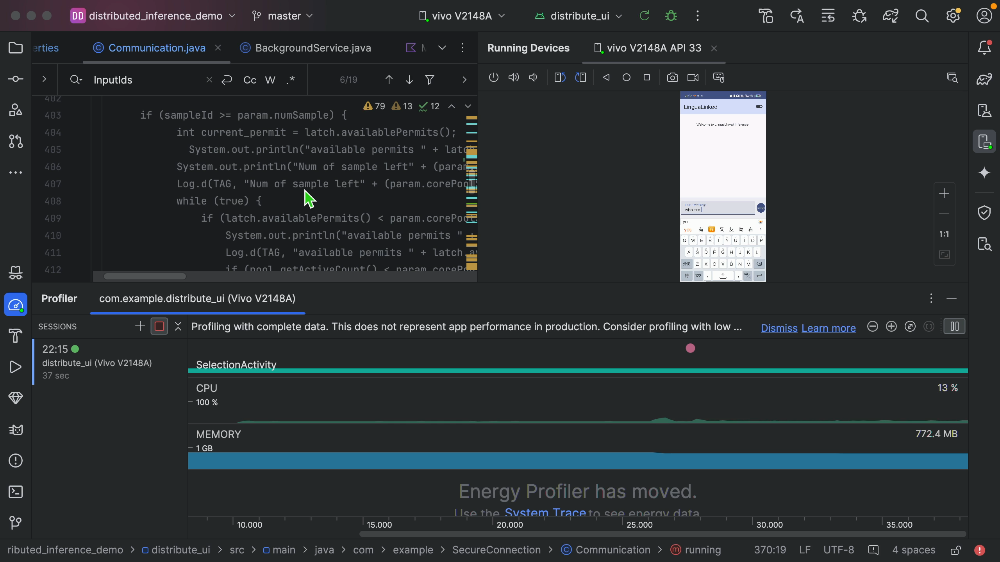 DD distributed_inference_demo
master
vivo V2148A
distribute_ui
erties
Communication.java
BackgroundService.java
Running Devices
vivo V2148A API 33
InputIds
Cc
W
.*
6/19
79
13
12
402
403 if (sampleId >= param.numSample) {
404 int current_permit = latch.availablePermits();
405 System.out.println("available permits " + latch
406 System.out.println("Num of sample left" + (param.
407 Log.d(TAG, "Num of sample left" + (param.corePool
408 while (true) {
409 if (latch.availablePermits() < param.corePool
410 System.out.println("available permits " +
411 Log.d(TAG, "available permits " + latch.av
412 if (pool.getActiveCount() < param.corePo
22:16
LinguaLinked
Welcome to LinguaLinked Inference.
Enter Message
who are
send
you
you 有 有 又 友 呦 右 >
Q W E R T Y U I O P
A S D F G H J K L
分词 Z X C V B N M
符 123 , 。 中
1:1
Profiler
com.example.distribute_ui (Vivo V2148A)
SESSIONS
Profiling with complete data. This does not represent app performance in production. Consider profiling with low ...
Dismiss Learn more
22:15
distribute_ui (Vivo V2148A)
37 sec
SelectionActivity
CPU
13 %
100 %
MEMORY
772.4 MB
1 GB
Energy Profiler has moved.
Use the System Trace to see energy data
10.000 15.000 20.000 25.000 30.000 35.000
ributed_inference_demo > distribute_ui > src > main > java > com > example > SecureConnection > Communication > running
370:19 LF UTF-8 4 spaces